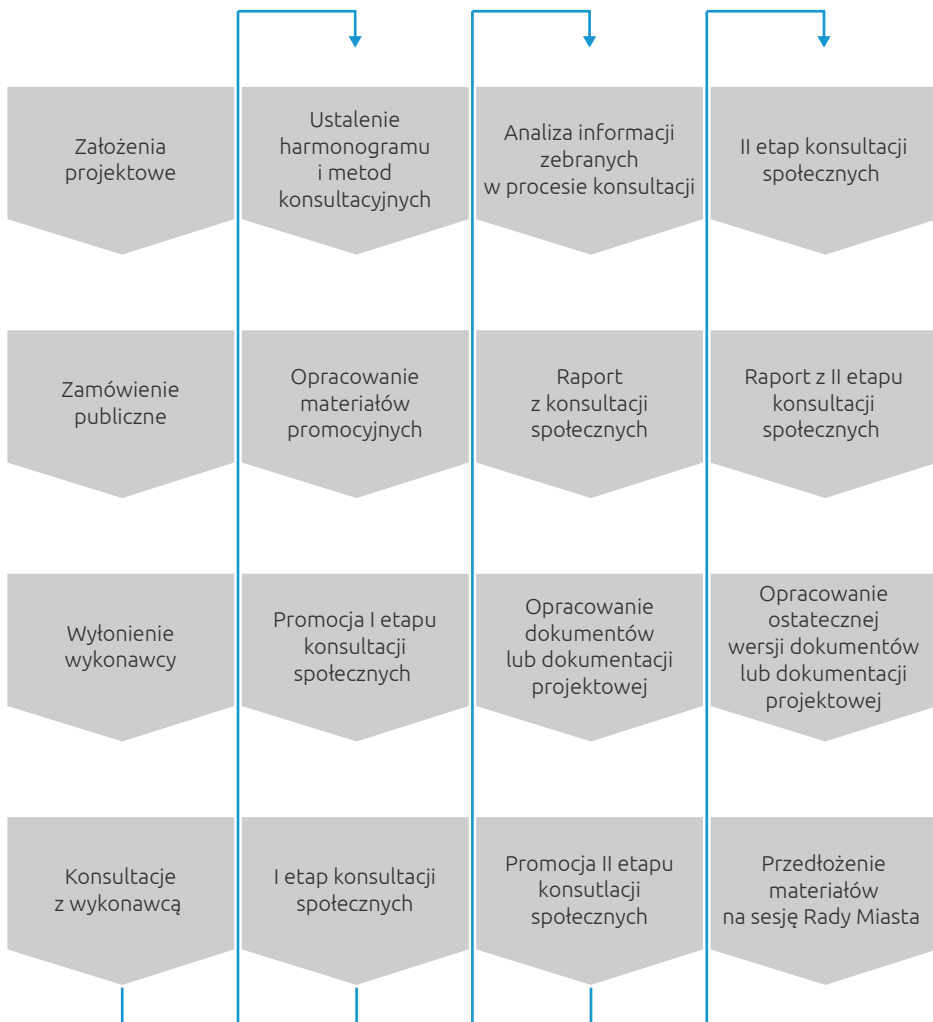 Założenia
projektowe
Zamówienie
publiczne
Wyłonienie
wykonawcy
Konsultacje
z wykonawcą
Ustalenie
harmonogramu
i metod
konsultacyjnych
Opracowanie
materiałów
promocyjnych
Promocja I etapu
konsultacji
społecznych
I etap konsultacji
społecznych
Analiza informacji
zebranych
w procesie konsultacji
Raport
z konsultacji
społecznych
Opracowanie
dokumentów
lub dokumentacji
projektowej
Promocja II etapu
konsutlacji
społecznych
II etap konsultacji
społecznych
Raport z II etapu
konsultacji
społecznych
Opracowanie
ostatecznej
wersji dokumentów
lub dokumentacji
projektowej
Przedłożenie
materiałów
na sesję Rady Miasta